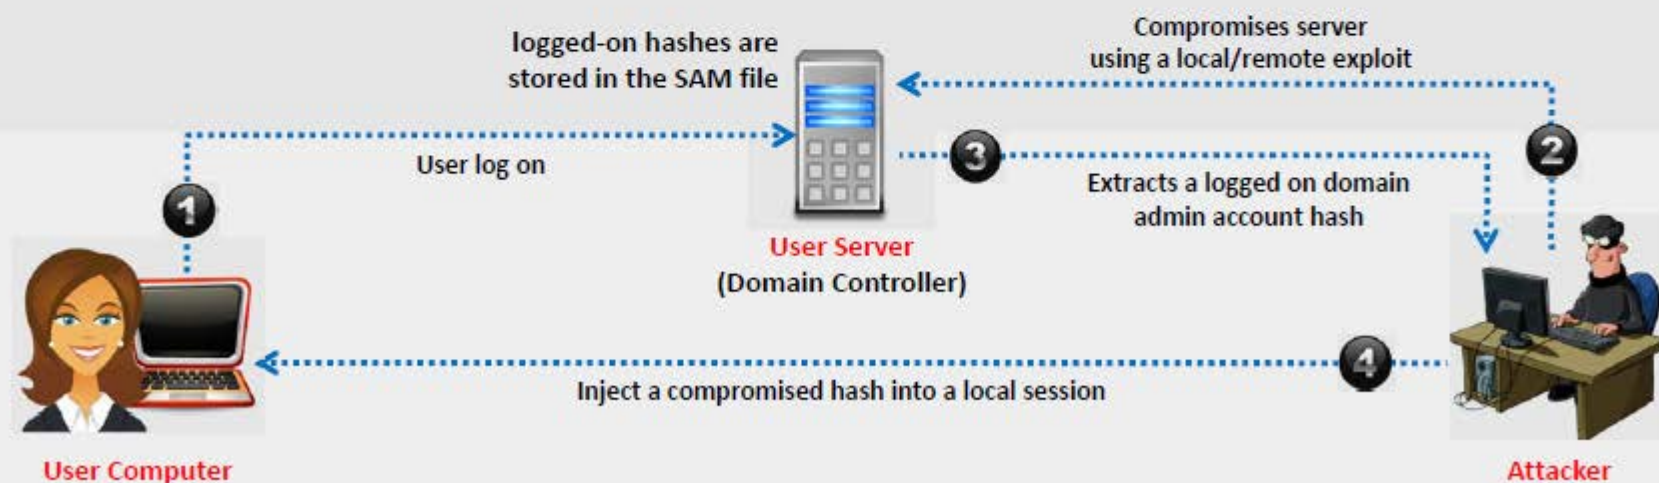 logged-on hashes are
stored in the SAM file
Compromises server
using a local/remote exploit
User log on
1
2
3
Extracts a logged on domain
admin account hash
User Server
(Domain Controller)
4
Inject a compromised hash into a local session
User Computer
Attacker